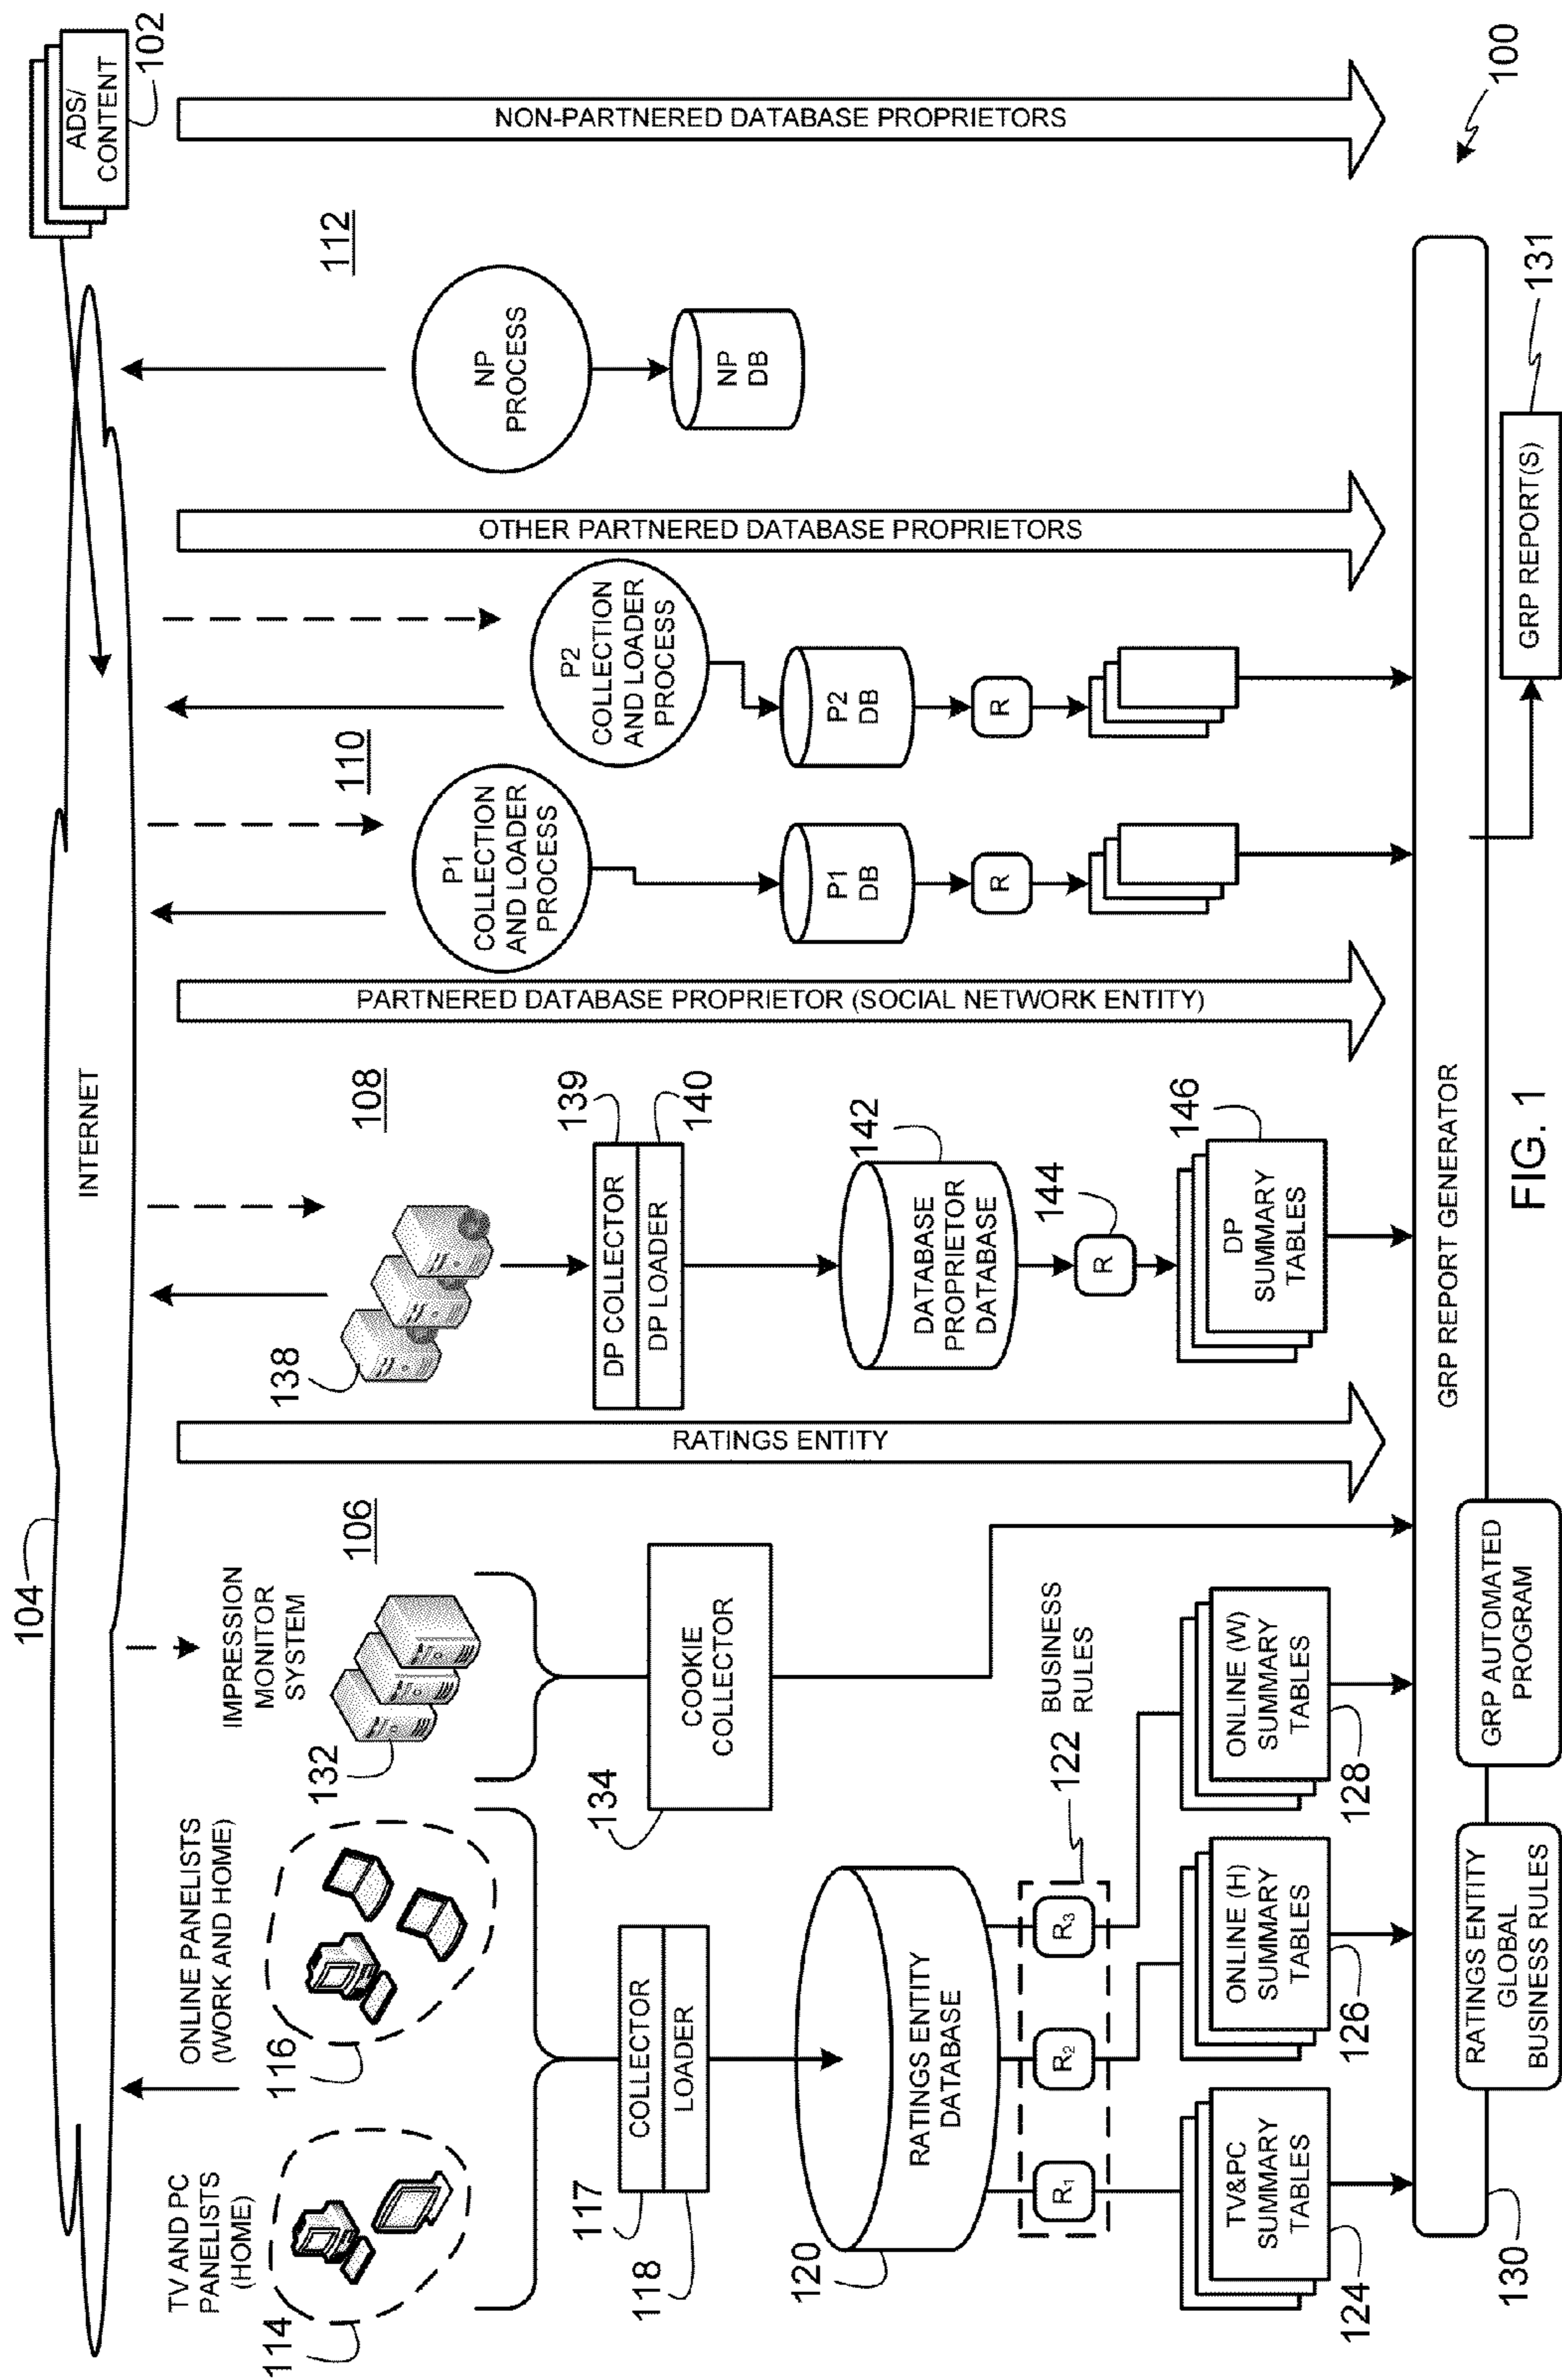 ADS/
CONTENT
102
104
INTERNET
TV AND PC
PANELISTS
(HOME)
114
ONLINE PANELISTS
(WORK AND HOME)
116
IMPRESSION
MONITOR
SYSTEM
132
106
RATINGS ENTITY
138
108
PARTNERED DATABASE PROPRIETOR (SOCIAL NETWORK ENTITY)
110
P1
COLLECTION
AND LOADER
PROCESS
P2
COLLECTION
AND LOADER
PROCESS
OTHER PARTNERED DATABASE PROPRIETORS
112
NP
PROCESS
NP
DB
NON-PARTNERED DATABASE PROPRIETORS
117
COLLECTOR
118
LOADER
134
COOKIE
COLLECTOR
DP COLLECTOR
139
DP LOADER
140
120
RATINGS ENTITY
DATABASE
DATABASE
PROPRIETOR
DATABASE
142
P1
DB
P2
DB
R1
R2
R3
122
BUSINESS
RULES
R
144
R
R
124
TV&PC
SUMMARY
TABLES
126
ONLINE (H)
SUMMARY
TABLES
128
ONLINE (W)
SUMMARY
TABLES
DP
SUMMARY
TABLES
146
GRP REPORT GENERATOR
130
RATINGS ENTITY
GLOBAL
BUSINESS RULES
GRP AUTOMATED
PROGRAM
GRP REPORT(S)
131
100
FIG. 1